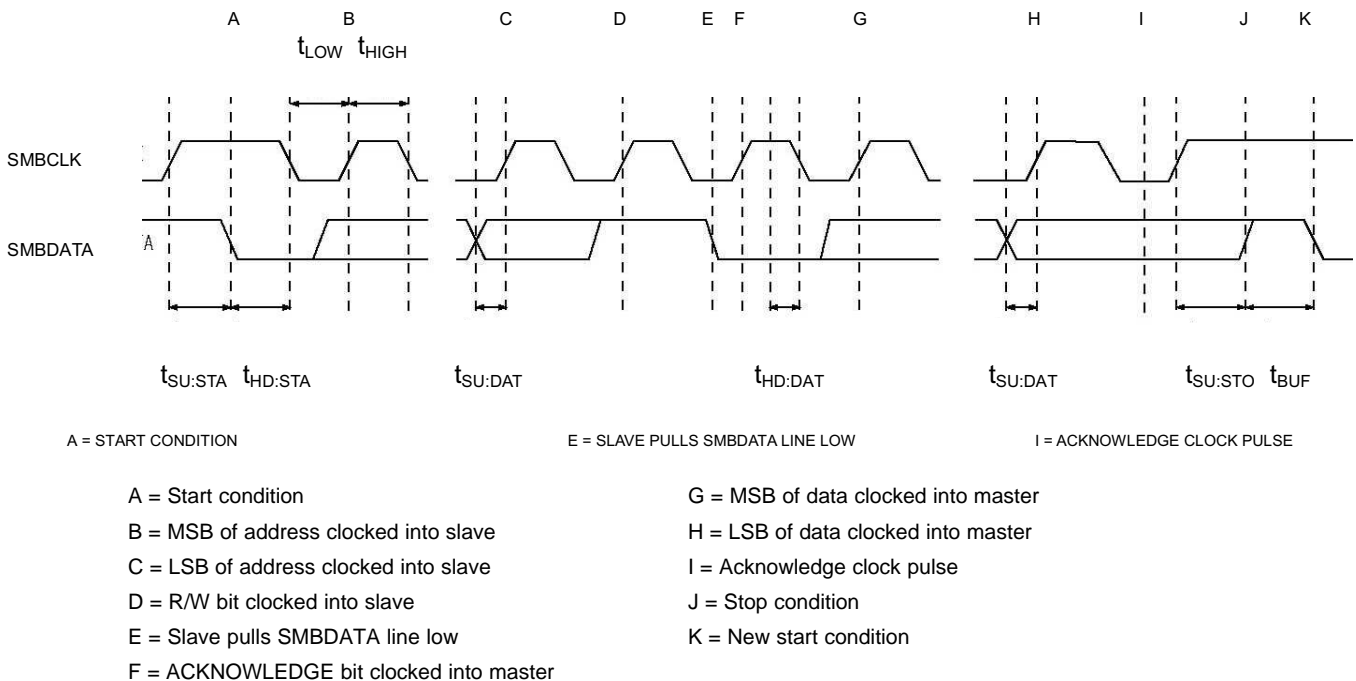 A B C D E F G H I J K
tLOW tHIGH
SMBCLK
SMBDATA
A
tSU:STA tHD:STA tSU:DAT tHD:DAT tSU:DAT tSU:STO tBUF
A = START CONDITION E = SLAVE PULLS SMBDATA LINE LOW I = ACKNOWLEDGE CLOCK PULSE
A = Start condition
B = MSB of address clocked into slave
C = LSB of address clocked into slave
D = R/W bit clocked into slave
E = Slave pulls SMBDATA line low
F = ACKNOWLEDGE bit clocked into master
G = MSB of data clocked into master
H = LSB of data clocked into master
I = Acknowledge clock pulse
J = Stop condition
K = New start condition